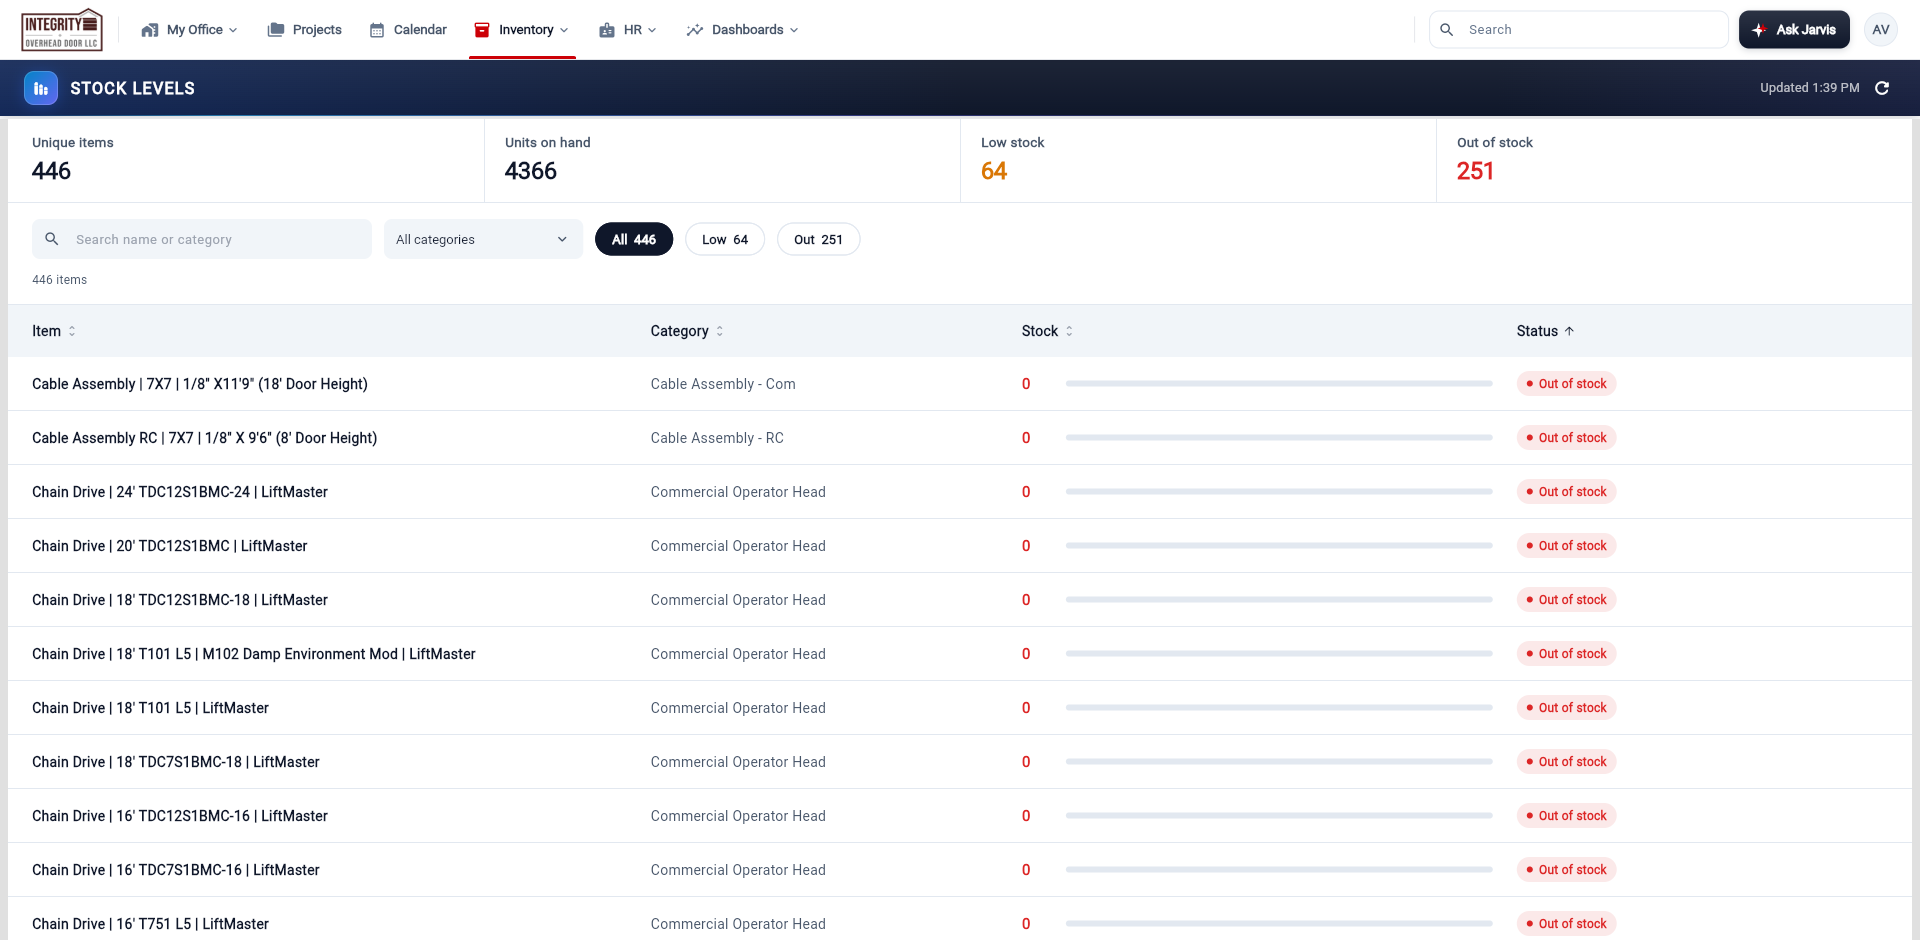 INTEGRITY
OVERHEAD DOOR LLC
My Office
Projects
Calendar
Inventory
HR
Dashboards
Search
Ask Jarvis
AV
STOCK LEVELS
Updated 1:39 PM
Unique items
446
Units on hand
4366
Low stock
64
Out of stock
251
Search name or category
All categories
All 446
Low 64
Out 251
446 items
Item Category Stock Status
Cable Assembly | 7X7 | 1/8" X11'9" (18' Door Height) Cable Assembly - Com 0 Out of stock
Cable Assembly RC | 7X7 | 1/8" X 9'6" (8' Door Height) Cable Assembly - RC 0 Out of stock
Chain Drive | 24' TDC12S1BMC-24 | LiftMaster Commercial Operator Head 0 Out of stock
Chain Drive | 20' TDC12S1BMC | LiftMaster Commercial Operator Head 0 Out of stock
Chain Drive | 18' TDC12S1BMC-18 | LiftMaster Commercial Operator Head 0 Out of stock
Chain Drive | 18' T101 L5 | M102 Damp Environment Mod | LiftMaster Commercial Operator Head 0 Out of stock
Chain Drive | 18' T101 L5 | LiftMaster Commercial Operator Head 0 Out of stock
Chain Drive | 18' TDC7S1BMC-18 | LiftMaster Commercial Operator Head 0 Out of stock
Chain Drive | 16' TDC12S1BMC-16 | LiftMaster Commercial Operator Head 0 Out of stock
Chain Drive | 16' TDC7S1BMC-16 | LiftMaster Commercial Operator Head 0 Out of stock
Chain Drive | 16' T751 L5 | LiftMaster Commercial Operator Head 0 Out of stock